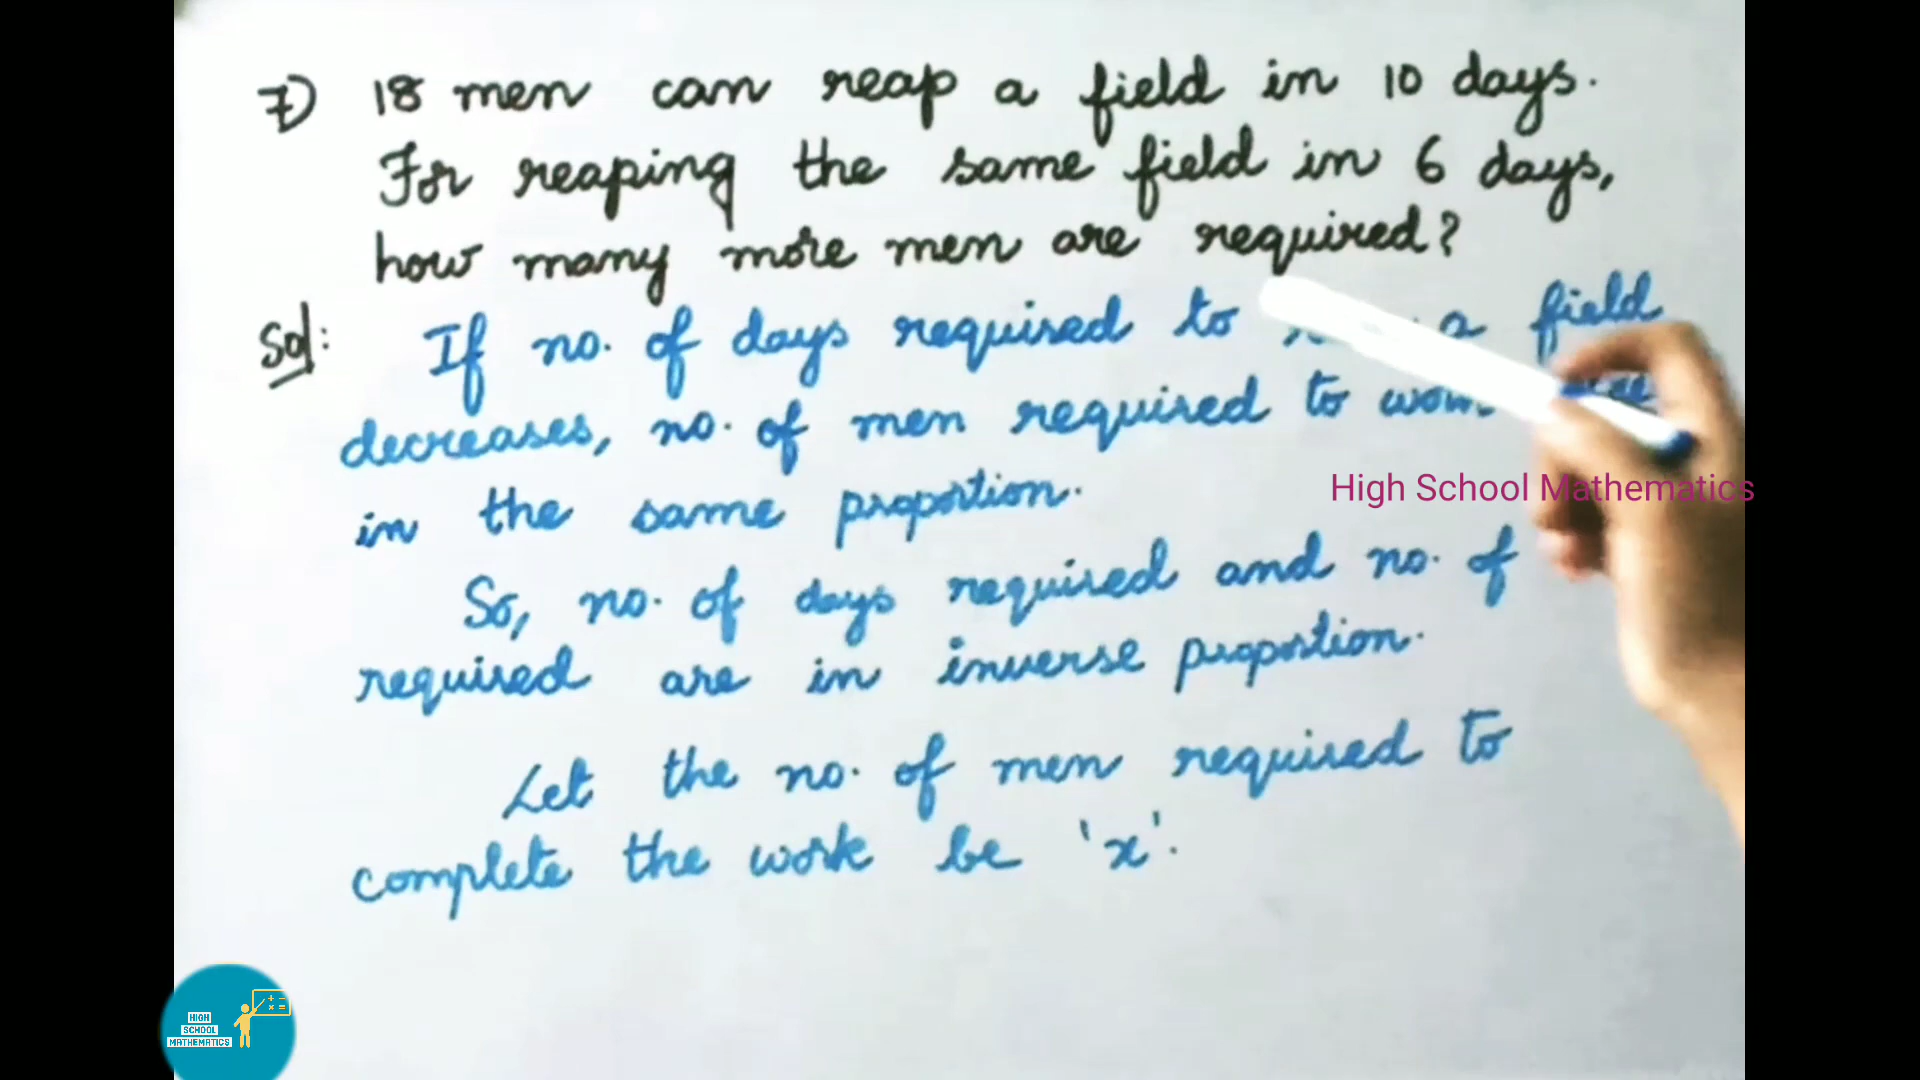 7) 18 men can reap a field in 10 days.
For reaping the same field in 6 days,
how many more men are required?
Sol: If no. of days required to a field
decreases, no. of men required to
in the same proportion.
High School Mathematics
So, no. of days required and no. of
required are in inverse proportion.
Let the no. of men required to
complete the work be 'x'.
HIGH
SCHOOL
MATHEMATICS